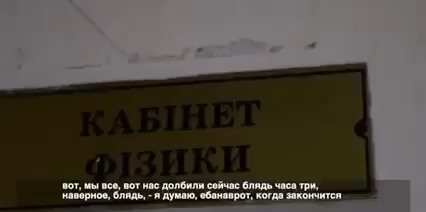 КАБІНЕТ
ФІЗИКИ
вот, мы все, вот нас долбили сейчас блядь часа три,
наверное, блядь, - я думаю, ебанаврот, когда закончится